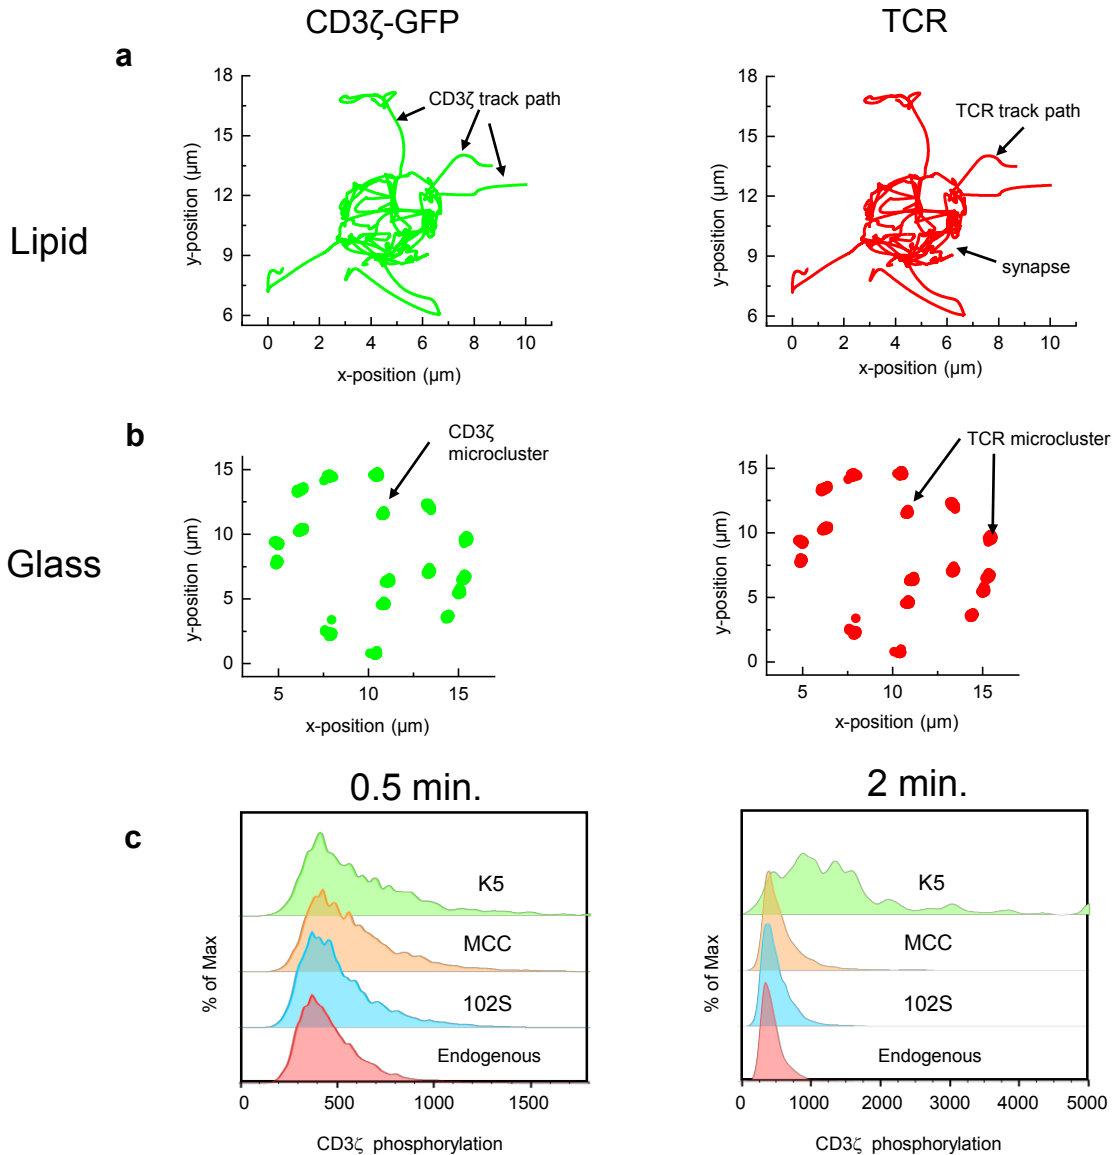 CD3ζ-GFP
TCR
a
Lipid
18
15
12
9
6
y-position (μm)
0 2 4 6 8 10
x-position (μm)
CD3ζ track path
18
15
12
9
6
y-position (μm)
0 2 4 6 8 10
x-position (μm)
TCR track path
synapse
b
Glass
15
10
5
0
y-position (μm)
5 10 15
x-position (μm)
CD3ζ
microcluster
15
10
5
0
y-position (μm)
5 10 15
x-position (μm)
TCR microcluster
c
0.5 min.
% of Max
K5
MCC
102S
Endogenous
0 500 1000 1500
CD3ζ phosphorylation
2 min.
% of Max
K5
MCC
102S
Endogenous
0 1000 2000 3000 4000 5000
CD3ζ phosphorylation